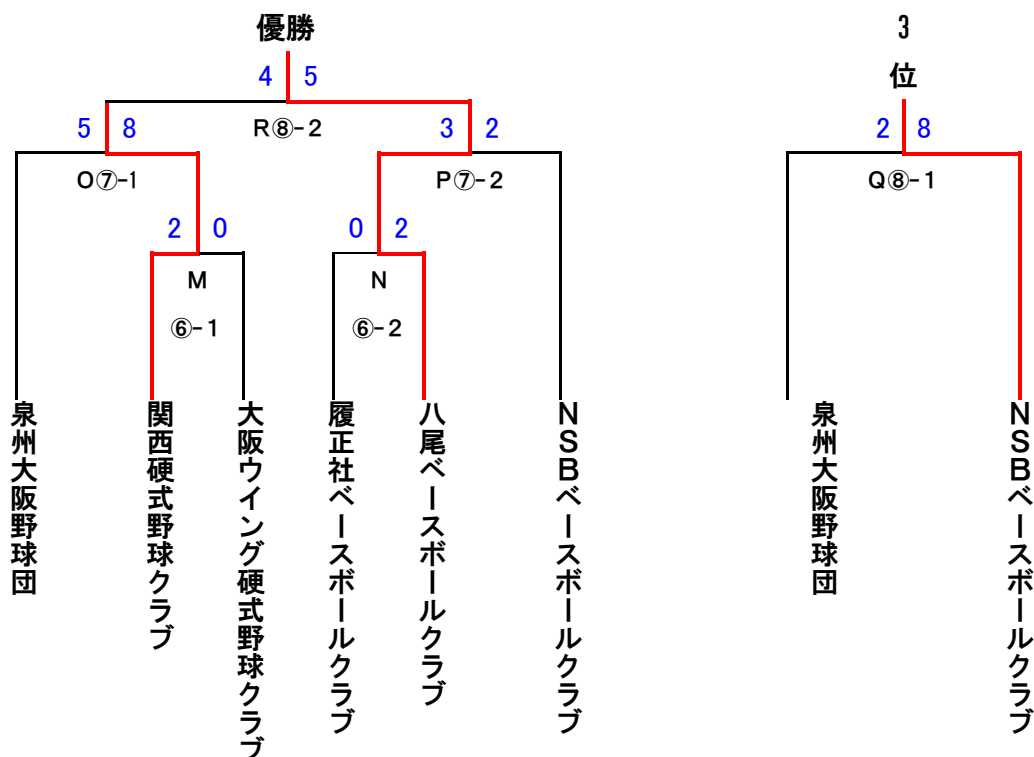 優勝
3
位
4 5
5 8
R⑧-2
3 2
2 8
O⑦-1
P⑦-2
Q⑧-1
2 0
0 2
M
N
⑥-1
⑥-2
泉州大阪野球団
関西硬式野球クラブ
大阪ウイング硬式野球クラブ
履正社ベースボールクラブ
八尾ベースボールクラブ
NSBベースボールクラブ
泉州大阪野球団
NSBベースボールクラブ